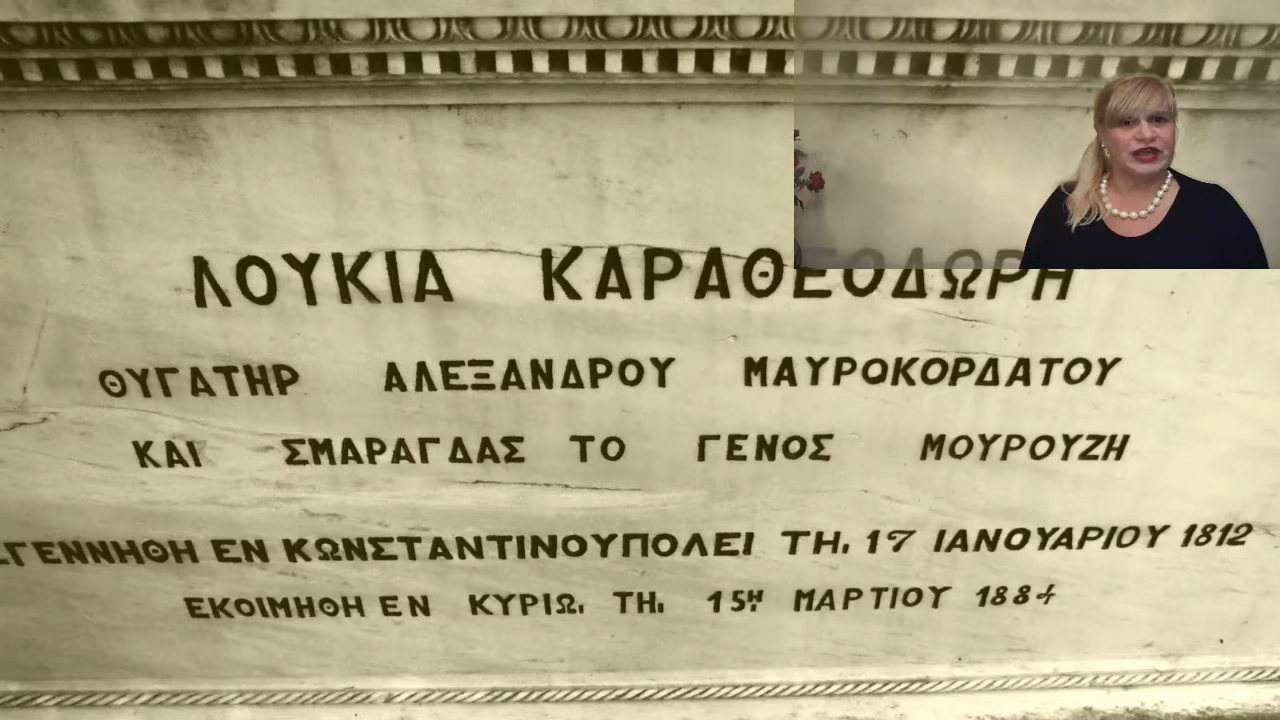 ΛΟΥΚΙΑ ΚΑΡΑΘΕΟΔΩΡΗ
ΘΥΓΑΤΗΡ ΑΛΕΞΑΝΔΡΟΥ ΜΑΥΡΟΚΟΡΔΑΤΟΥ
ΚΑΙ ΣΜΑΡΑΓΔΑΣ ΤΟ ΓΕΝΟΣ ΜΟΥΡΟΥΖΗ
ΕΓΕΝΝΗΘΗ ΕΝ ΚΩΝΣΤΑΝΤΙΝΟΥΠΟΛΕΙ ΤΗ. 17 ΙΑΝΟΥΑΡΙΟΥ 1812
ΕΚΟΙΜΗΘΗ ΕΝ ΚΥΡΙΩ. ΤΗ. 15Η ΜΑΡΤΙΟΥ 1884